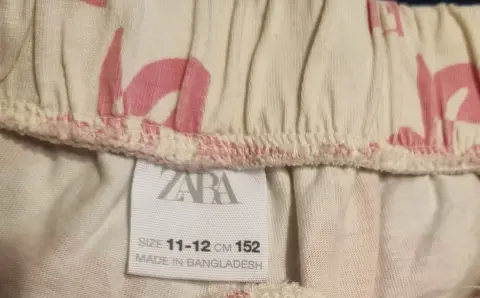 ZARA
SIZE 11-12 CM 152
MADE IN BANGLADESH